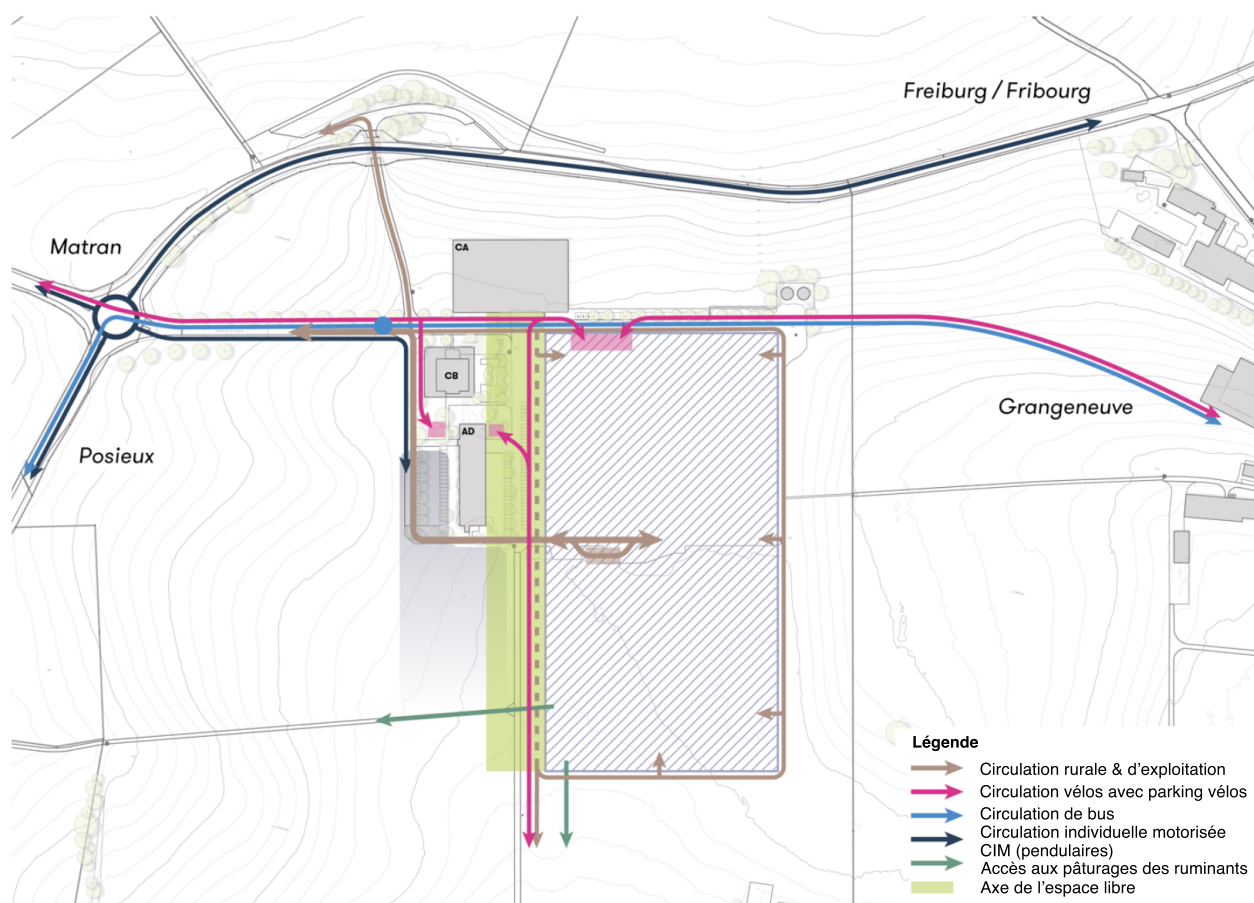 Freiburg / Fribourg
Matran
CA
CB
Grangeneuve
AD
Posieux
Légende
Circulation rurale & d'exploitation
Circulation vélos avec parking vélos
Circulation de bus
Circulation individuelle motorisée
CIM (pendulaires)
Accès aux pâturages des ruminants
Axe de l'espace libre